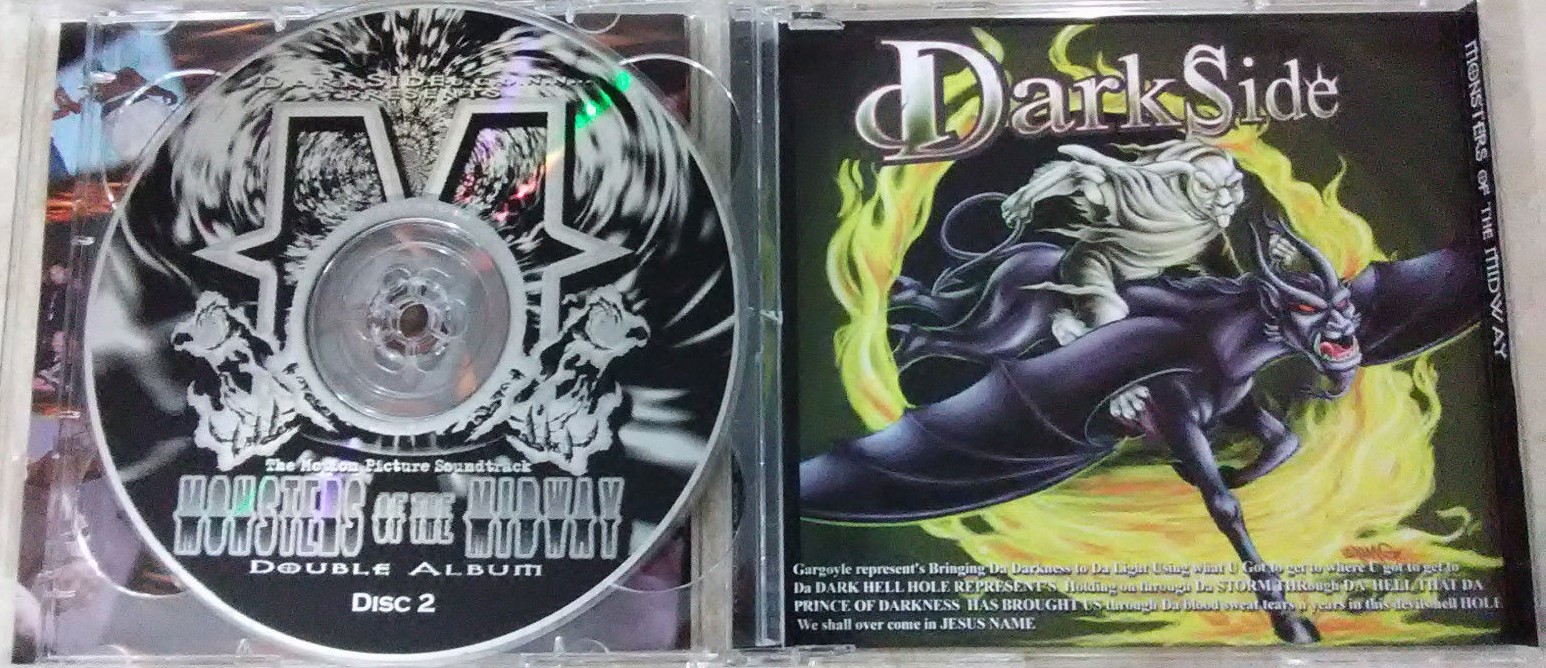 DARKSIDE
PRESENTS
The Motion Picture Soundtrack
MONSTERS OF THE MIDWAY
DOUBLE ALBUM
DISC 2
DarkSide
MONSTERS OF THE MIDWAY
Gargoyle represent's Bringing Da Darkness to Da Light Using what U Got to get to where U got to get to
Da DARK HELL HOLE REPRESENT'S Holding on through Da STORM THRough DA HELL THAT DA
PRINCE OF DARKNESS HAS BROUGHT US through Da blood sweat tears n years in this devils hell HOLE
We shall over come in JESUS NAME